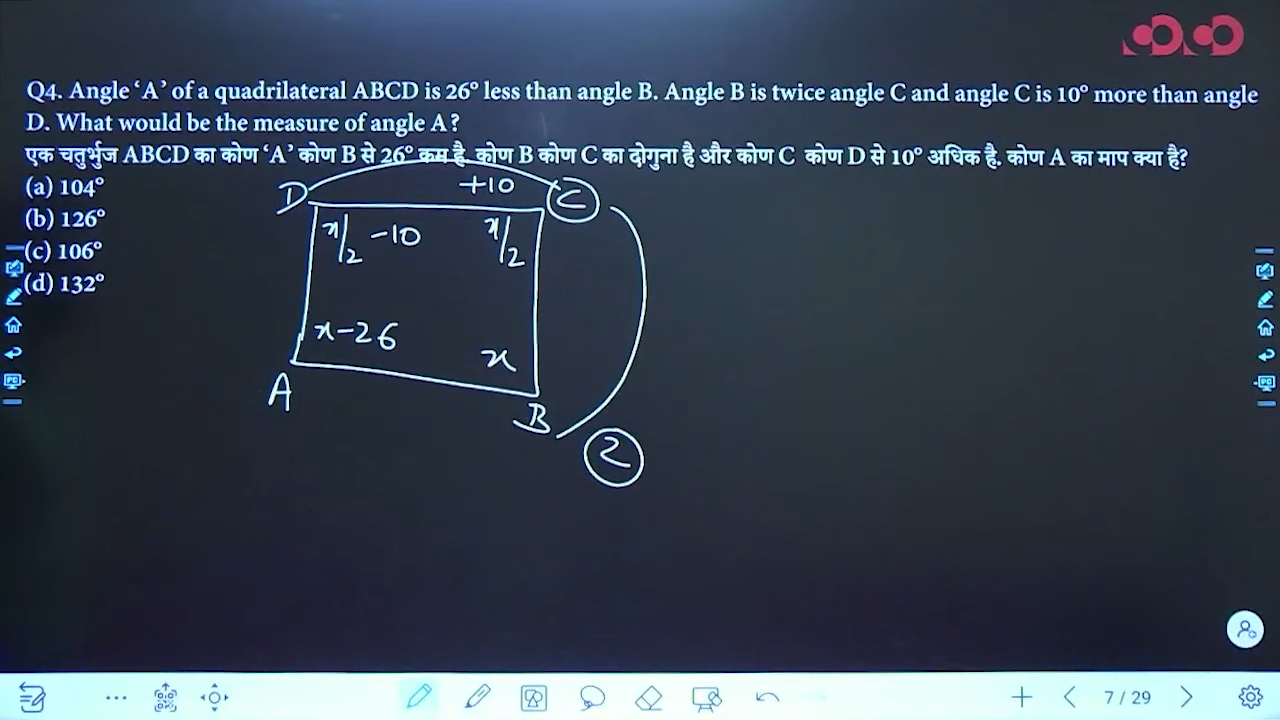 Q4. Angle ‘A’ of a quadrilateral ABCD is 26° less than angle B. Angle B is twice angle C and angle C is 10° more than angle
D. What would be the measure of angle A?
एक चतुर्भुज ABCD का कोण ‘A’ कोण B से 26° कम है. कोण B कोण C का दोगुना है और कोण C कोण D से 10° अधिक है. कोण A का माप क्या है?
(a) 104°
(b) 126°
(c) 106°
(d) 132°
D +10 C
x/2 -10 x/2
x-26 x
A B
2
7 / 29